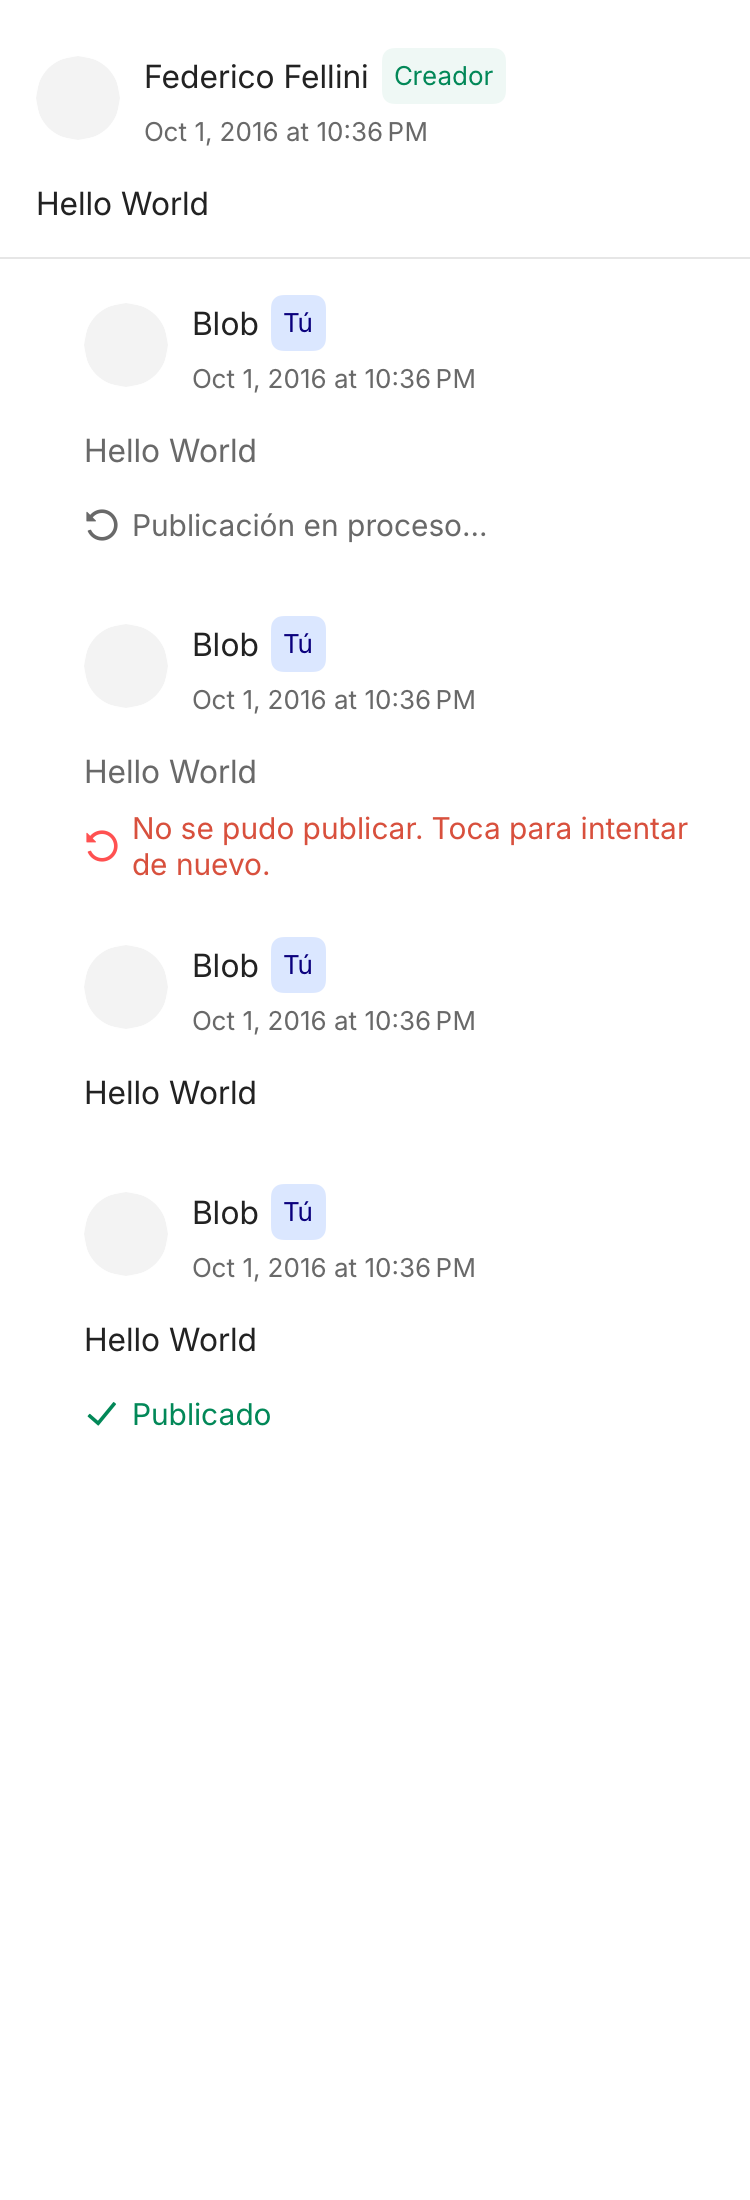 Federico Fellini Creador
Oct 1, 2016 at 10:36 PM
Hello World
Blob Tú
Oct 1, 2016 at 10:36 PM
Hello World
Publicación en proceso...
Blob Tú
Oct 1, 2016 at 10:36 PM
Hello World
No se pudo publicar. Toca para intentar
de nuevo.
Blob Tú
Oct 1, 2016 at 10:36 PM
Hello World
Blob Tú
Oct 1, 2016 at 10:36 PM
Hello World
Publicado